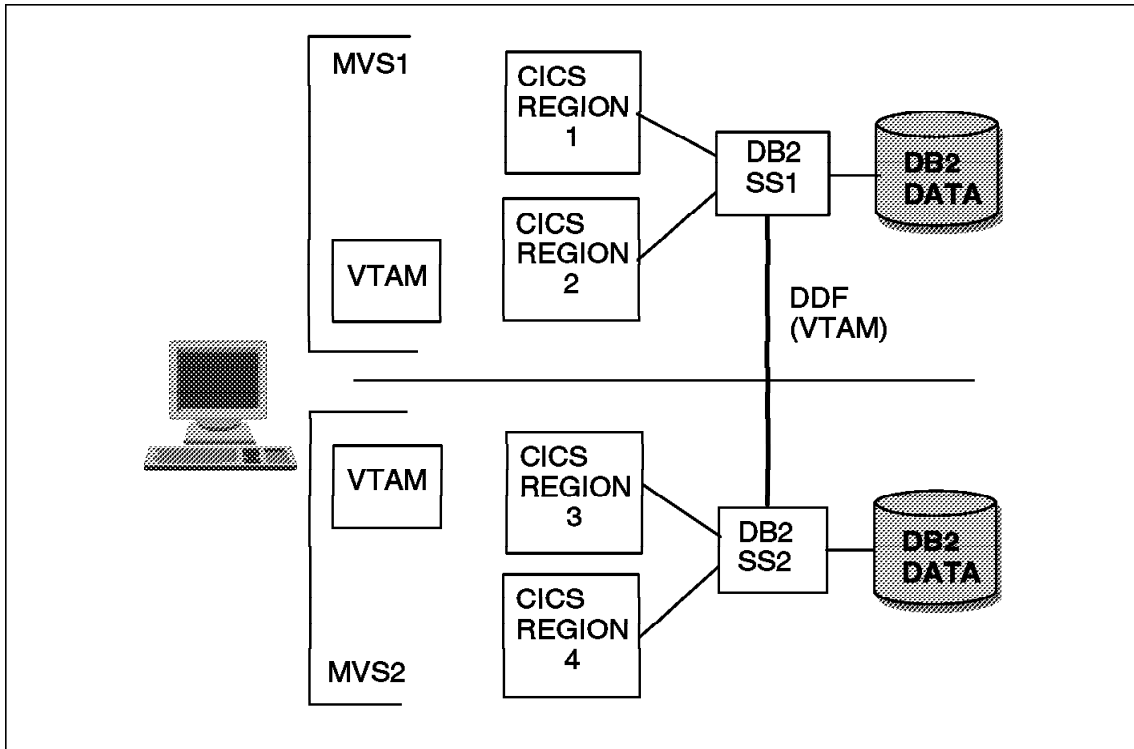 MVS1
CICS
REGION
1
DB2
SS1
DB2
DATA
CICS
REGION
2
VTAM
DDF
(VTAM)
VTAM
CICS
REGION
3
DB2
SS2
DB2
DATA
CICS
REGION
4
MVS2